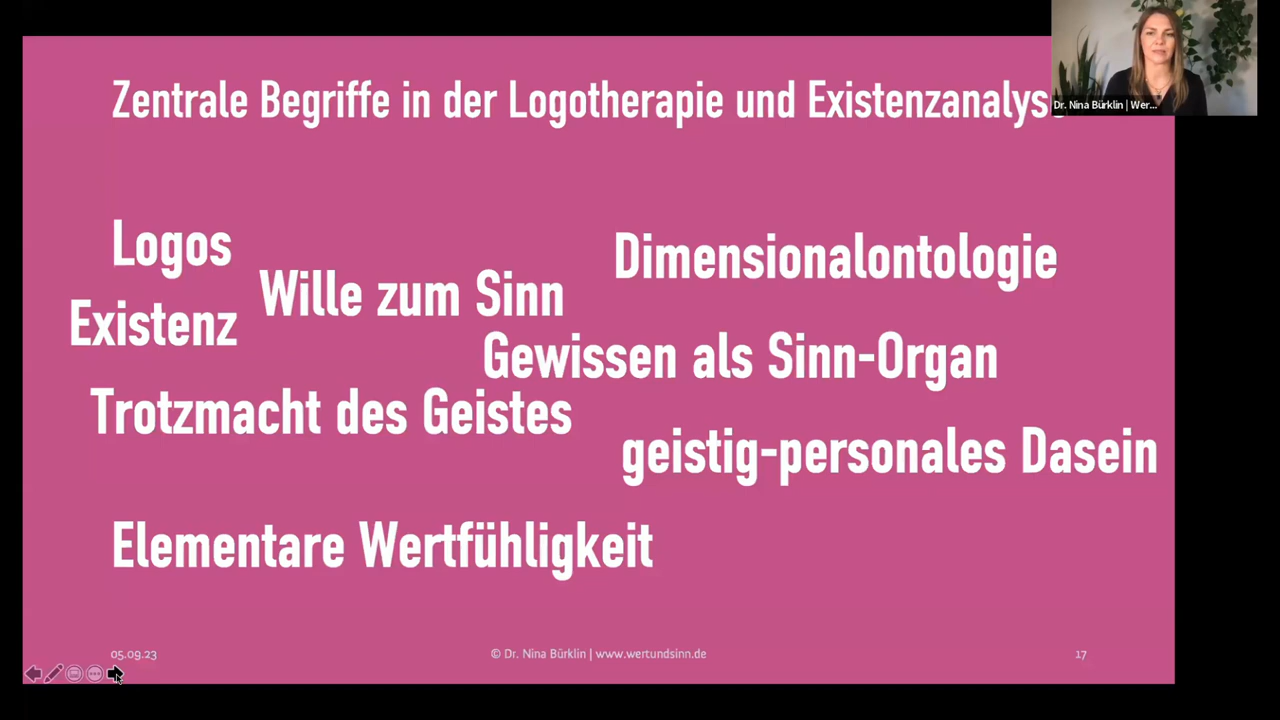 Zentrale Begriffe in der Logotherapie und Existenzanalyse
Dr. Nina Bürklin | Wer...
Logos
Dimensionalontologie
Wille zum Sinn
Existenz
Gewissen als Sinn-Organ
Trotzmacht des Geistes
geistig-personales Dasein
Elementare Wertfühligkeit
05.09.23
© Dr. Nina Bürklin | www.wertundsinn.de
17